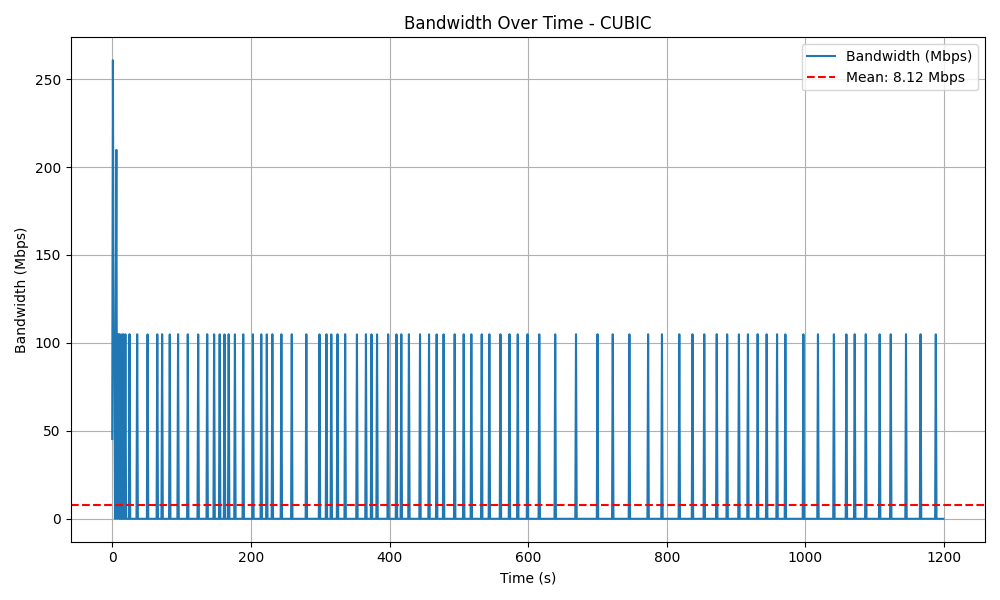 Bandwidth Over Time - CUBIC
Bandwidth (Mbps)
Mean: 8.12 Mbps
Bandwidth (Mbps)
250
200
150
100
50
0
0 200 400 600 800 1000 1200
Time (s)